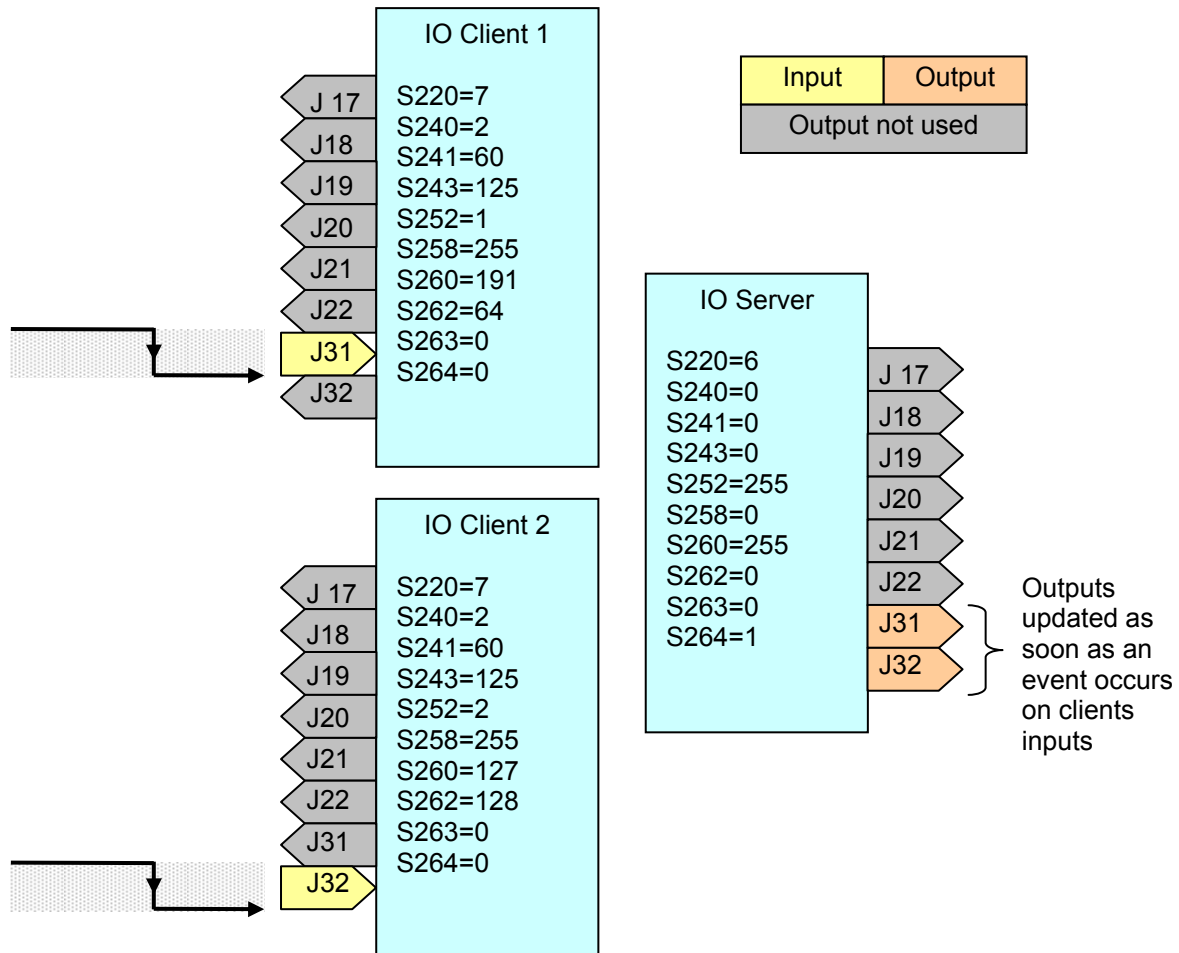 IO Client 1
J 17
J18
J19
J20
J21
J22
J31
J32
S220=7
S240=2
S241=60
S243=125
S252=1
S258=255
S260=191
S262=64
S263=0
S264=0
Input
Output
Output not used
IO Server
S220=6
S240=0
S241=0
S243=0
S252=255
S258=0
S260=255
S262=0
S263=0
S264=1
J 17
J18
J19
J20
J21
J22
J31
J32
Outputs
updated as
soon as an
event occurs
on clients
inputs
IO Client 2
J 17
J18
J19
J20
J21
J22
J31
J32
S220=7
S240=2
S241=60
S243=125
S252=2
S258=255
S260=127
S262=128
S263=0
S264=0